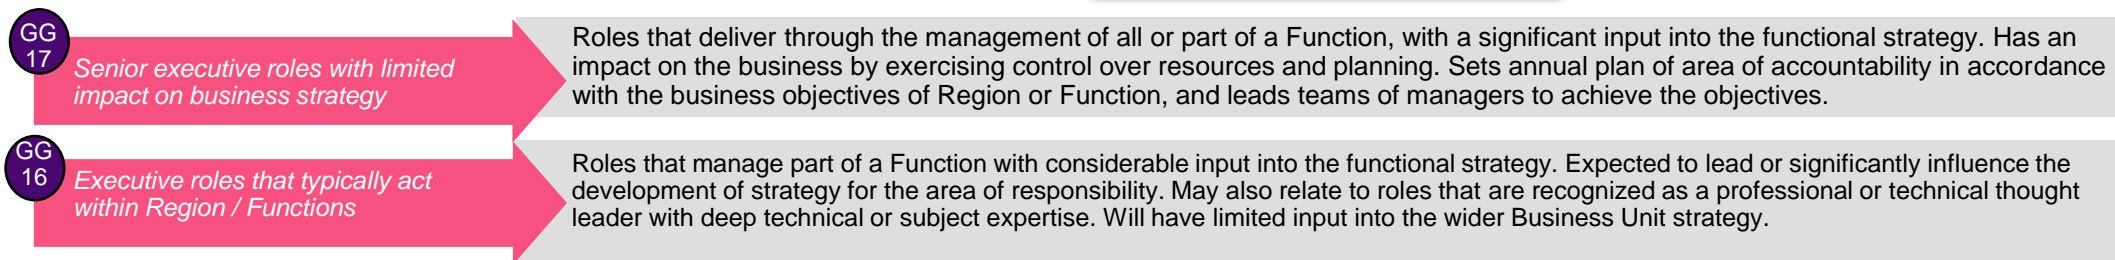 GG
17
Senior executive roles with limited
impact on business strategy
Roles that deliver through the management of all or part of a Function, with a significant input into the functional strategy. Has an
impact on the business by exercising control over resources and planning. Sets annual plan of area of accountability in accordance
with the business objectives of Region or Function, and leads teams of managers to achieve the objectives.
GG
16
Executive roles that typically act
within Region / Functions
Roles that manage part of a Function with considerable input into the functional strategy. Expected to lead or significantly influence the
development of strategy for the area of responsibility. May also relate to roles that are recognized as a professional or technical thought
leader with deep technical or subject expertise. Will have limited input into the wider Business Unit strategy.